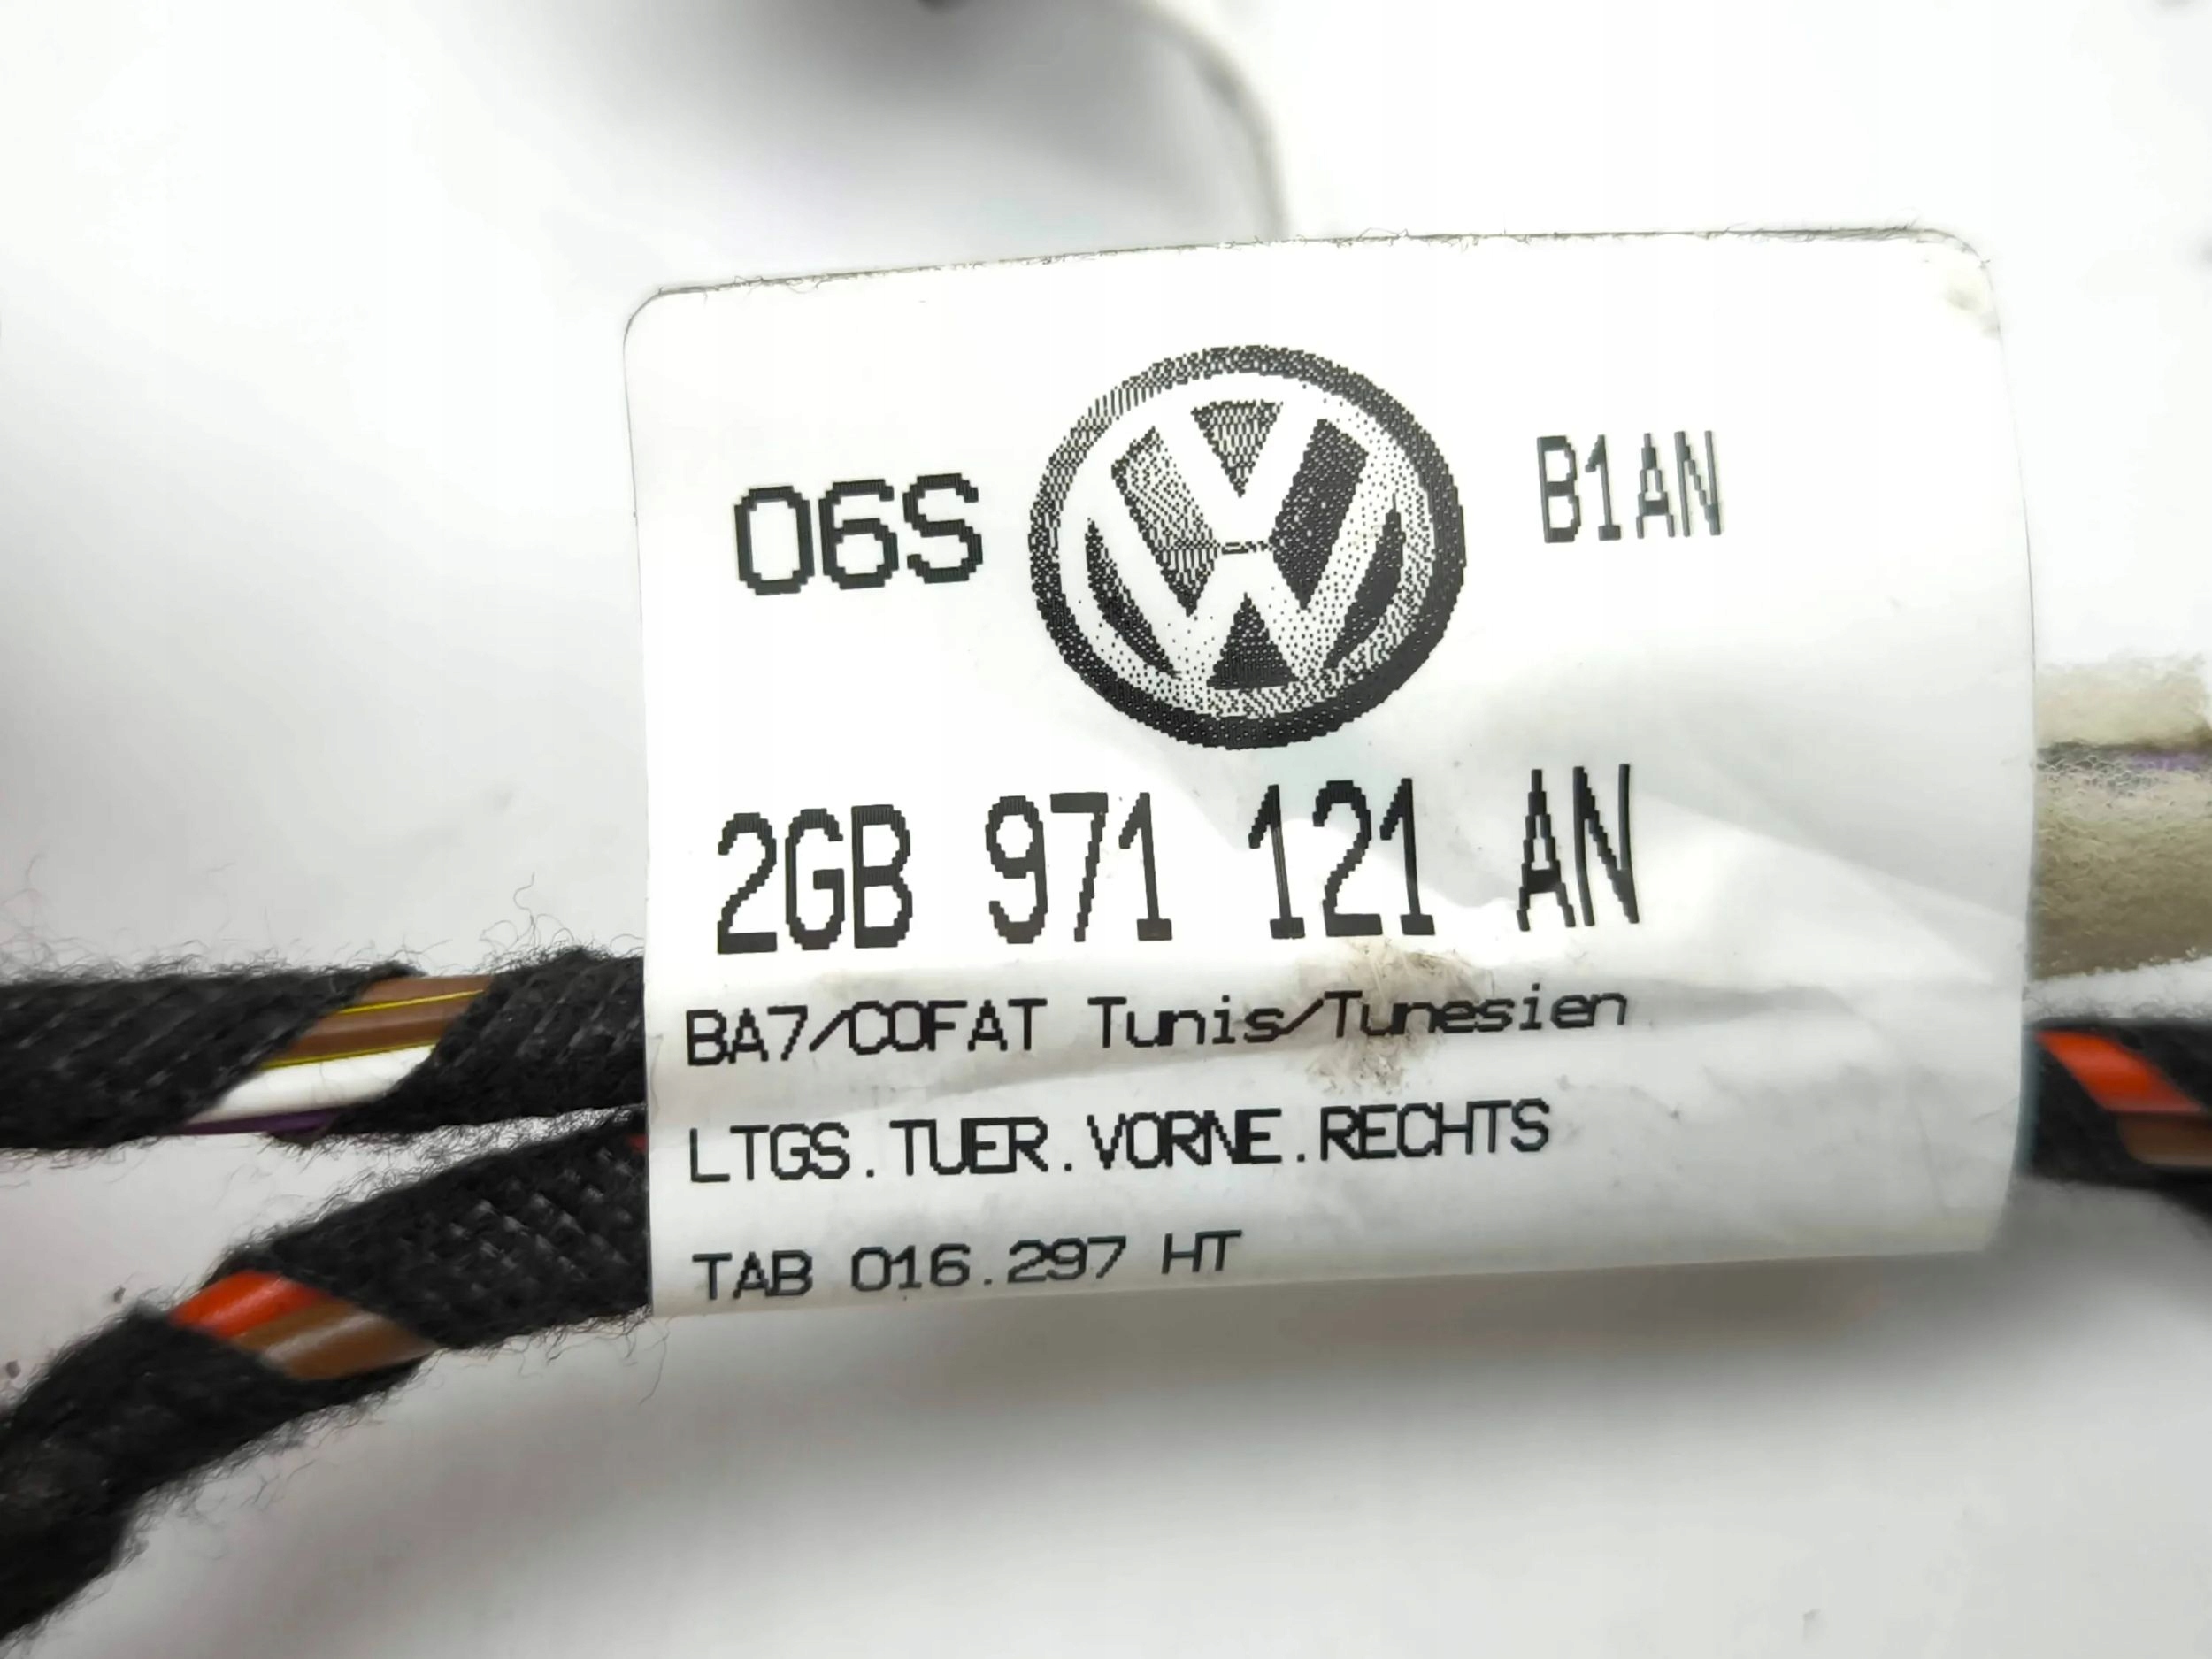 06S B1AN
2GB 971 121 AN
BA7/COFAT Tunis/Tunesien
LTGS.TUER.VORNE.RECHTS
TAB 016.297 HT